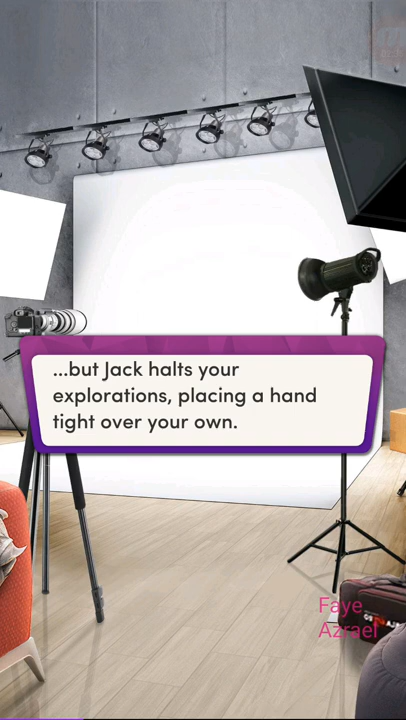 ...but Jack halts your
explorations, placing a hand
tight over your own.
Faye
Azrael